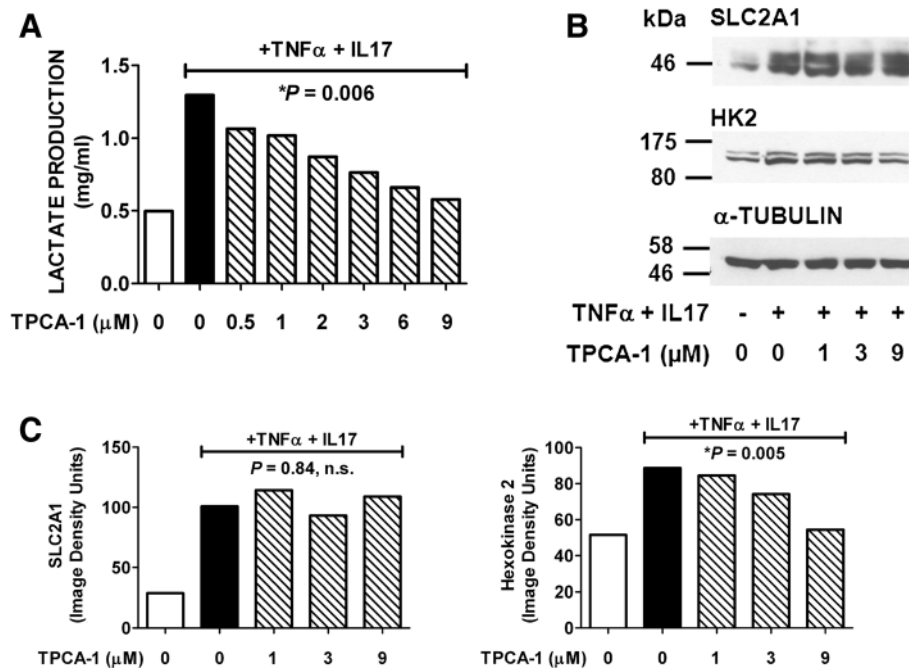 A
+TNFα + IL17
*P = 0.006
LACTATE PRODUCTION
(mg/ml)
1.5
1.0
0.5
0.0
TPCA-1 (μM) 0 0 0.5 1 2 3 6 9
B
kDa SLC2A1
46
HK2
175
80
α-TUBULIN
58
46
TNFα + IL17 - + + + +
TPCA-1 (μM) 0 0 1 3 9
C
+TNFα + IL17
P = 0.84, n.s.
SLC2A1
(Image Density Units)
150
100
50
0
TPCA-1 (μM) 0 0 1 3 9
+TNFα + IL17
*P = 0.005
Hexokinase 2
(Image Density Units)
100
80
60
40
20
0
TPCA-1 (μM) 0 0 1 3 9